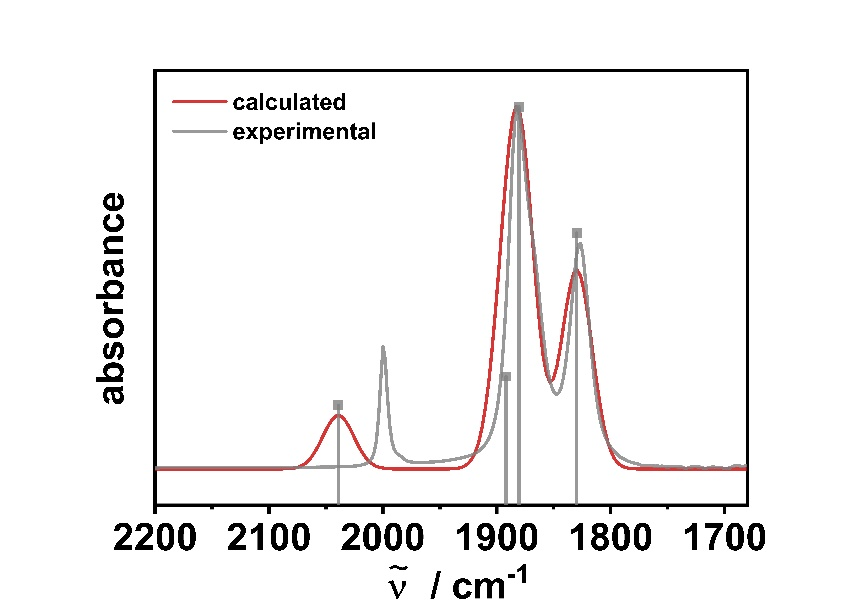 calculated
experimental
absorbance
2200 2100 2000 1900 1800 1700
ν̃ / cm⁻¹